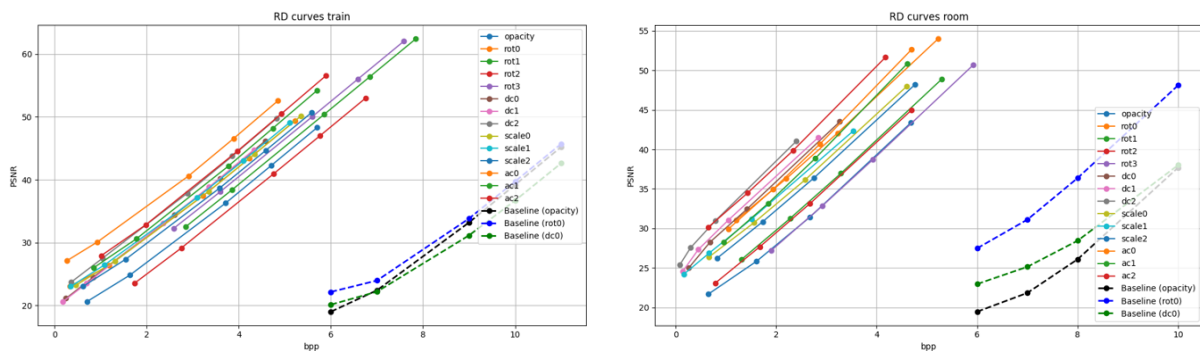 RD curves train
PSNR
60
50
40
30
20
0
2
4
6
8
10
bpp
opacity
rot0
rot1
rot2
rot3
dc0
dc1
dc2
scale0
scale1
scale2
ac0
ac1
ac2
Baseline (opacity)
Baseline (rot0)
Baseline (dc0)
RD curves room
PSNR
55
50
45
40
35
30
25
20
0
2
4
6
8
10
bpp
opacity
rot0
rot1
rot2
rot3
dc0
dc1
dc2
scale0
scale1
scale2
ac0
ac1
ac2
Baseline (opacity)
Baseline (rot0)
Baseline (dc0)